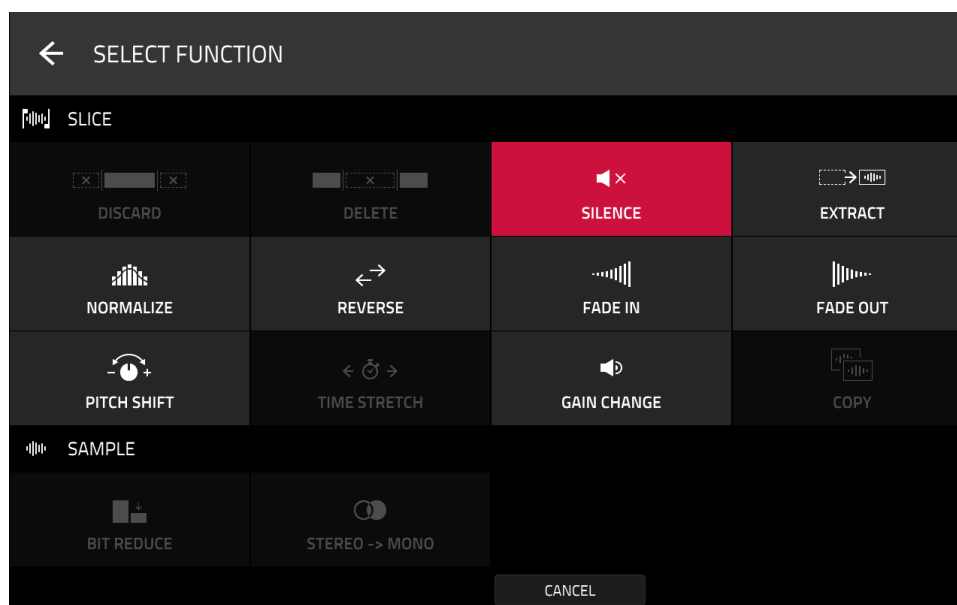 SELECT FUNCTION
SLICE
DISCARD DELETE SILENCE EXTRACT
NORMALIZE REVERSE FADE IN FADE OUT
PITCH SHIFT TIME STRETCH GAIN CHANGE COPY
SAMPLE
BIT REDUCE STEREO -> MONO
CANCEL